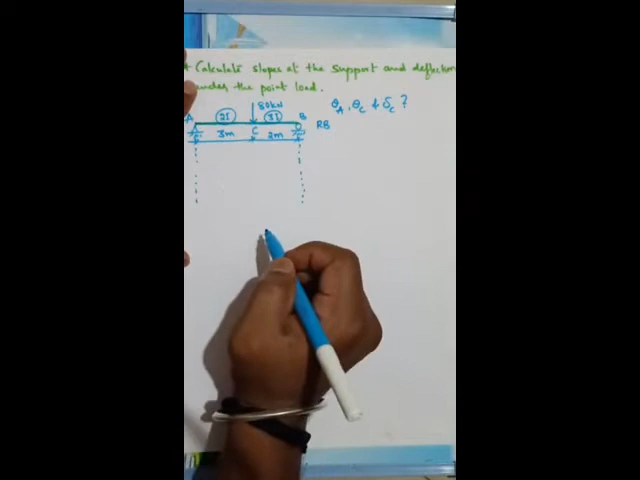 * Calculate slopes at the support and deflection
under the point load.
80kN
θA, θC & δC ?
A 2I 3I B
RB
3m C 2m